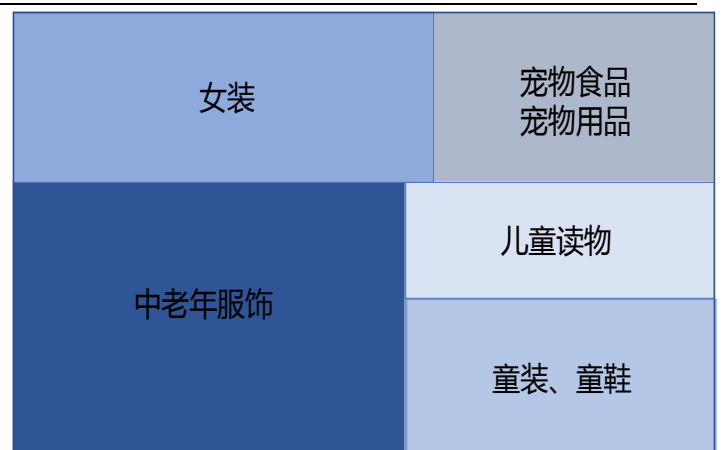 女装
宠物食品
宠物用品
儿童读物
中老年服饰
童装、童鞋